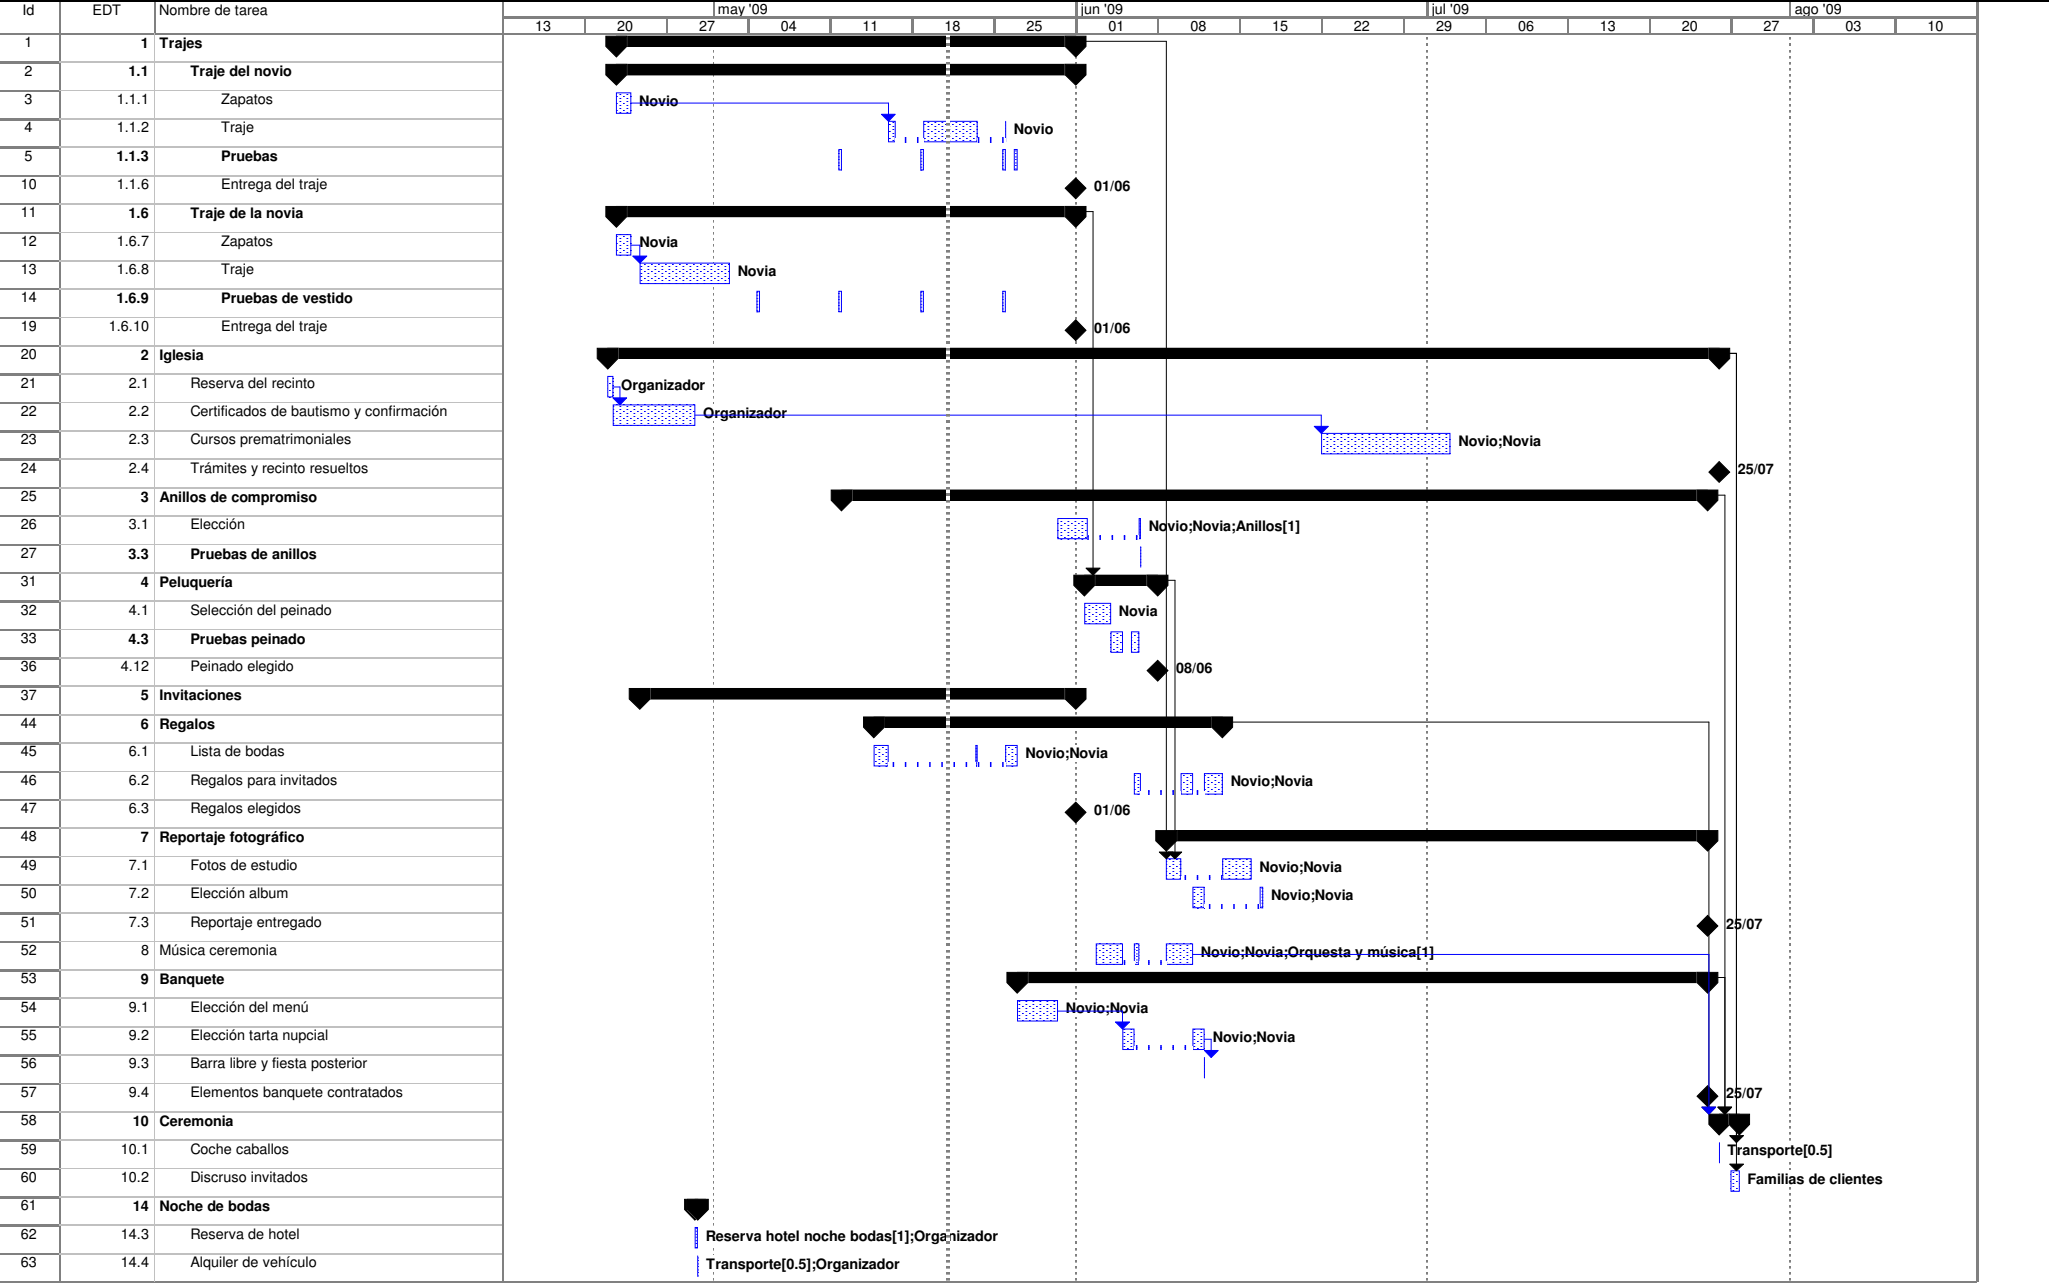 Id EDT Nombre de tarea may '09 jun '09 jul '09 ago '09
13 20 27 04 11 18 25 01 08 15 22 29 06 13 20 27 03 10
1 1 Trajes
2 1.1 Traje del novio
3 1.1.1 Zapatos Novio
4 1.1.2 Traje Novio
5 1.1.3 Pruebas
10 1.1.6 Entrega del traje 01/06
11 1.6 Traje de la novia
12 1.6.7 Zapatos Novia
13 1.6.8 Traje Novia
14 1.6.9 Pruebas de vestido
19 1.6.10 Entrega del traje 01/06
20 2 Iglesia
21 2.1 Reserva del recinto Organizador
22 2.2 Certificados de bautismo y confirmación Organizador
23 2.3 Cursos prematrimoniales Novio;Novia
24 2.4 Trámites y recinto resueltos 25/07
25 3 Anillos de compromiso
26 3.1 Elección Novio;Novia;Anillos[1]
27 3.3 Pruebas de anillos
31 4 Peluquería
32 4.1 Selección del peinado Novia
33 4.3 Pruebas peinado
36 4.12 Peinado elegido 08/06
37 5 Invitaciones
44 6 Regalos
45 6.1 Lista de bodas Novio;Novia
46 6.2 Regalos para invitados Novio;Novia
47 6.3 Regalos elegidos 01/06
48 7 Reportaje fotográfico
49 7.1 Fotos de estudio Novio;Novia
50 7.2 Elección album Novio;Novia
51 7.3 Reportaje entregado 25/07
52 8 Música ceremonia Novio;Novia;Orquesta y música[1]
53 9 Banquete
54 9.1 Elección del menú Novio;Novia
55 9.2 Elección tarta nupcial Novio;Novia
56 9.3 Barra libre y fiesta posterior
57 9.4 Elementos banquete contratados 25/07
58 10 Ceremonia
59 10.1 Coche caballos Transporte[0.5]
60 10.2 Discruso invitados Familias de clientes
61 14 Noche de bodas
62 14.3 Reserva de hotel Reserva hotel noche bodas[1];Organizador
63 14.4 Alquiler de vehículo Transporte[0.5];Organizador